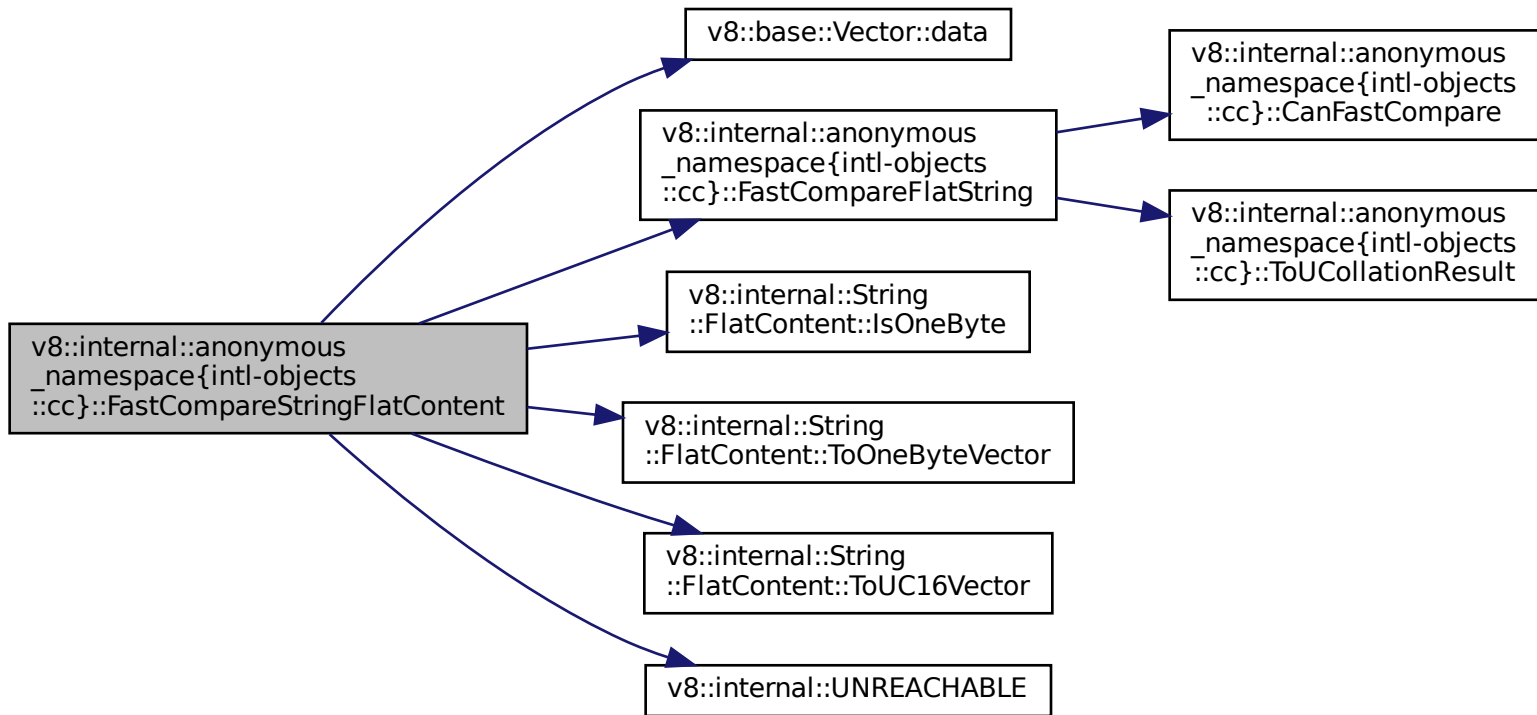 v8::base::Vector::data
v8::internal::anonymous
_namespace{intl-objects
::cc}::CanFastCompare
v8::internal::anonymous
_namespace{intl-objects
::cc}::FastCompareFlatString
v8::internal::anonymous
_namespace{intl-objects
::cc}::ToUCollationResult
v8::internal::String
::FlatContent::IsOneByte
v8::internal::anonymous
_namespace{intl-objects
::cc}::FastCompareStringFlatContent
v8::internal::String
::FlatContent::ToOneByteVector
v8::internal::String
::FlatContent::ToUC16Vector
v8::internal::UNREACHABLE